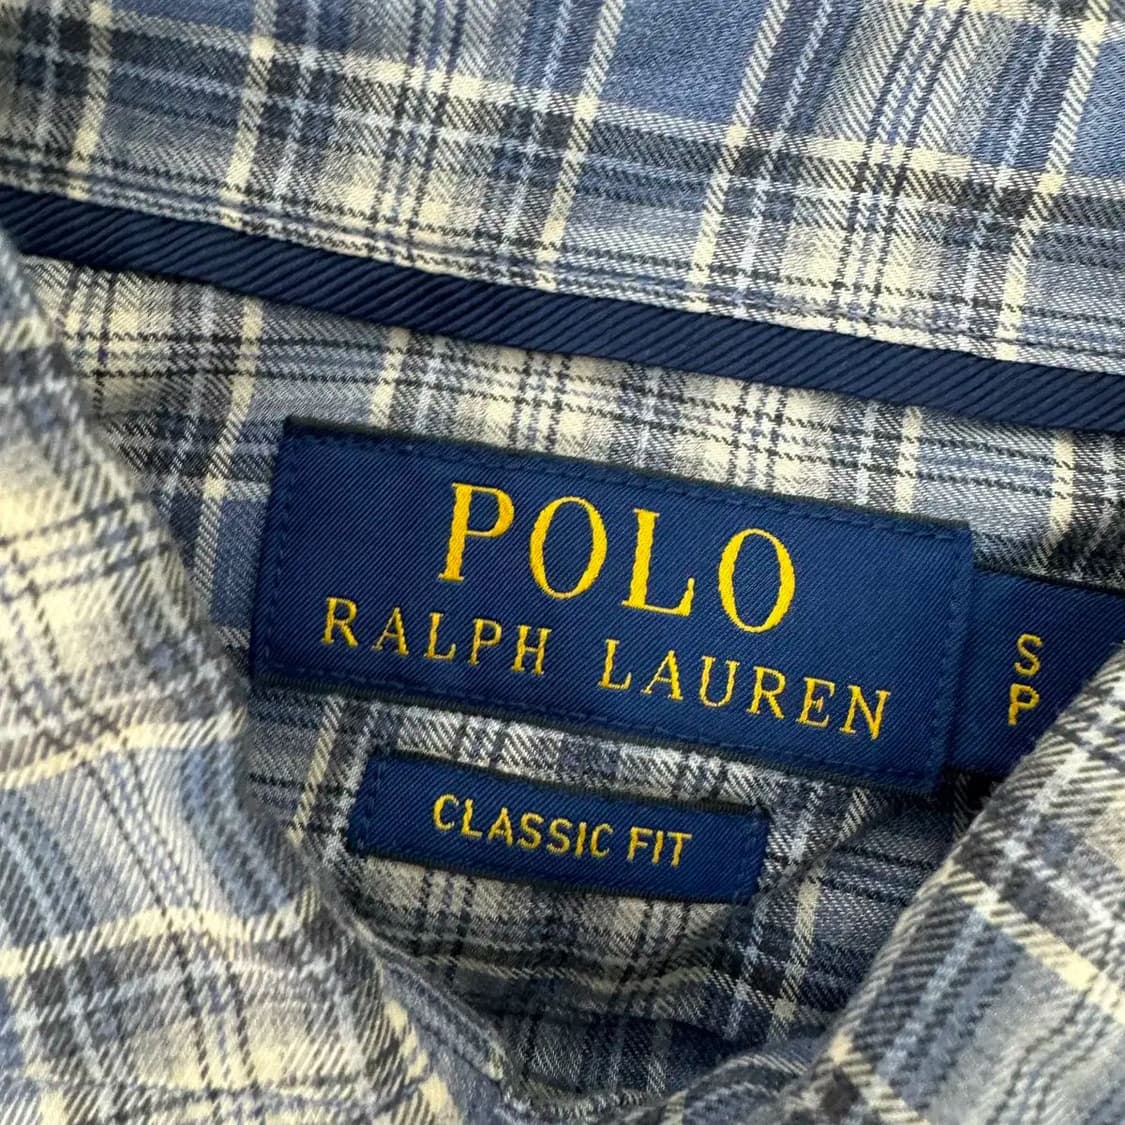 POLO
RALPH LAUREN
S
P
CLASSIC FIT